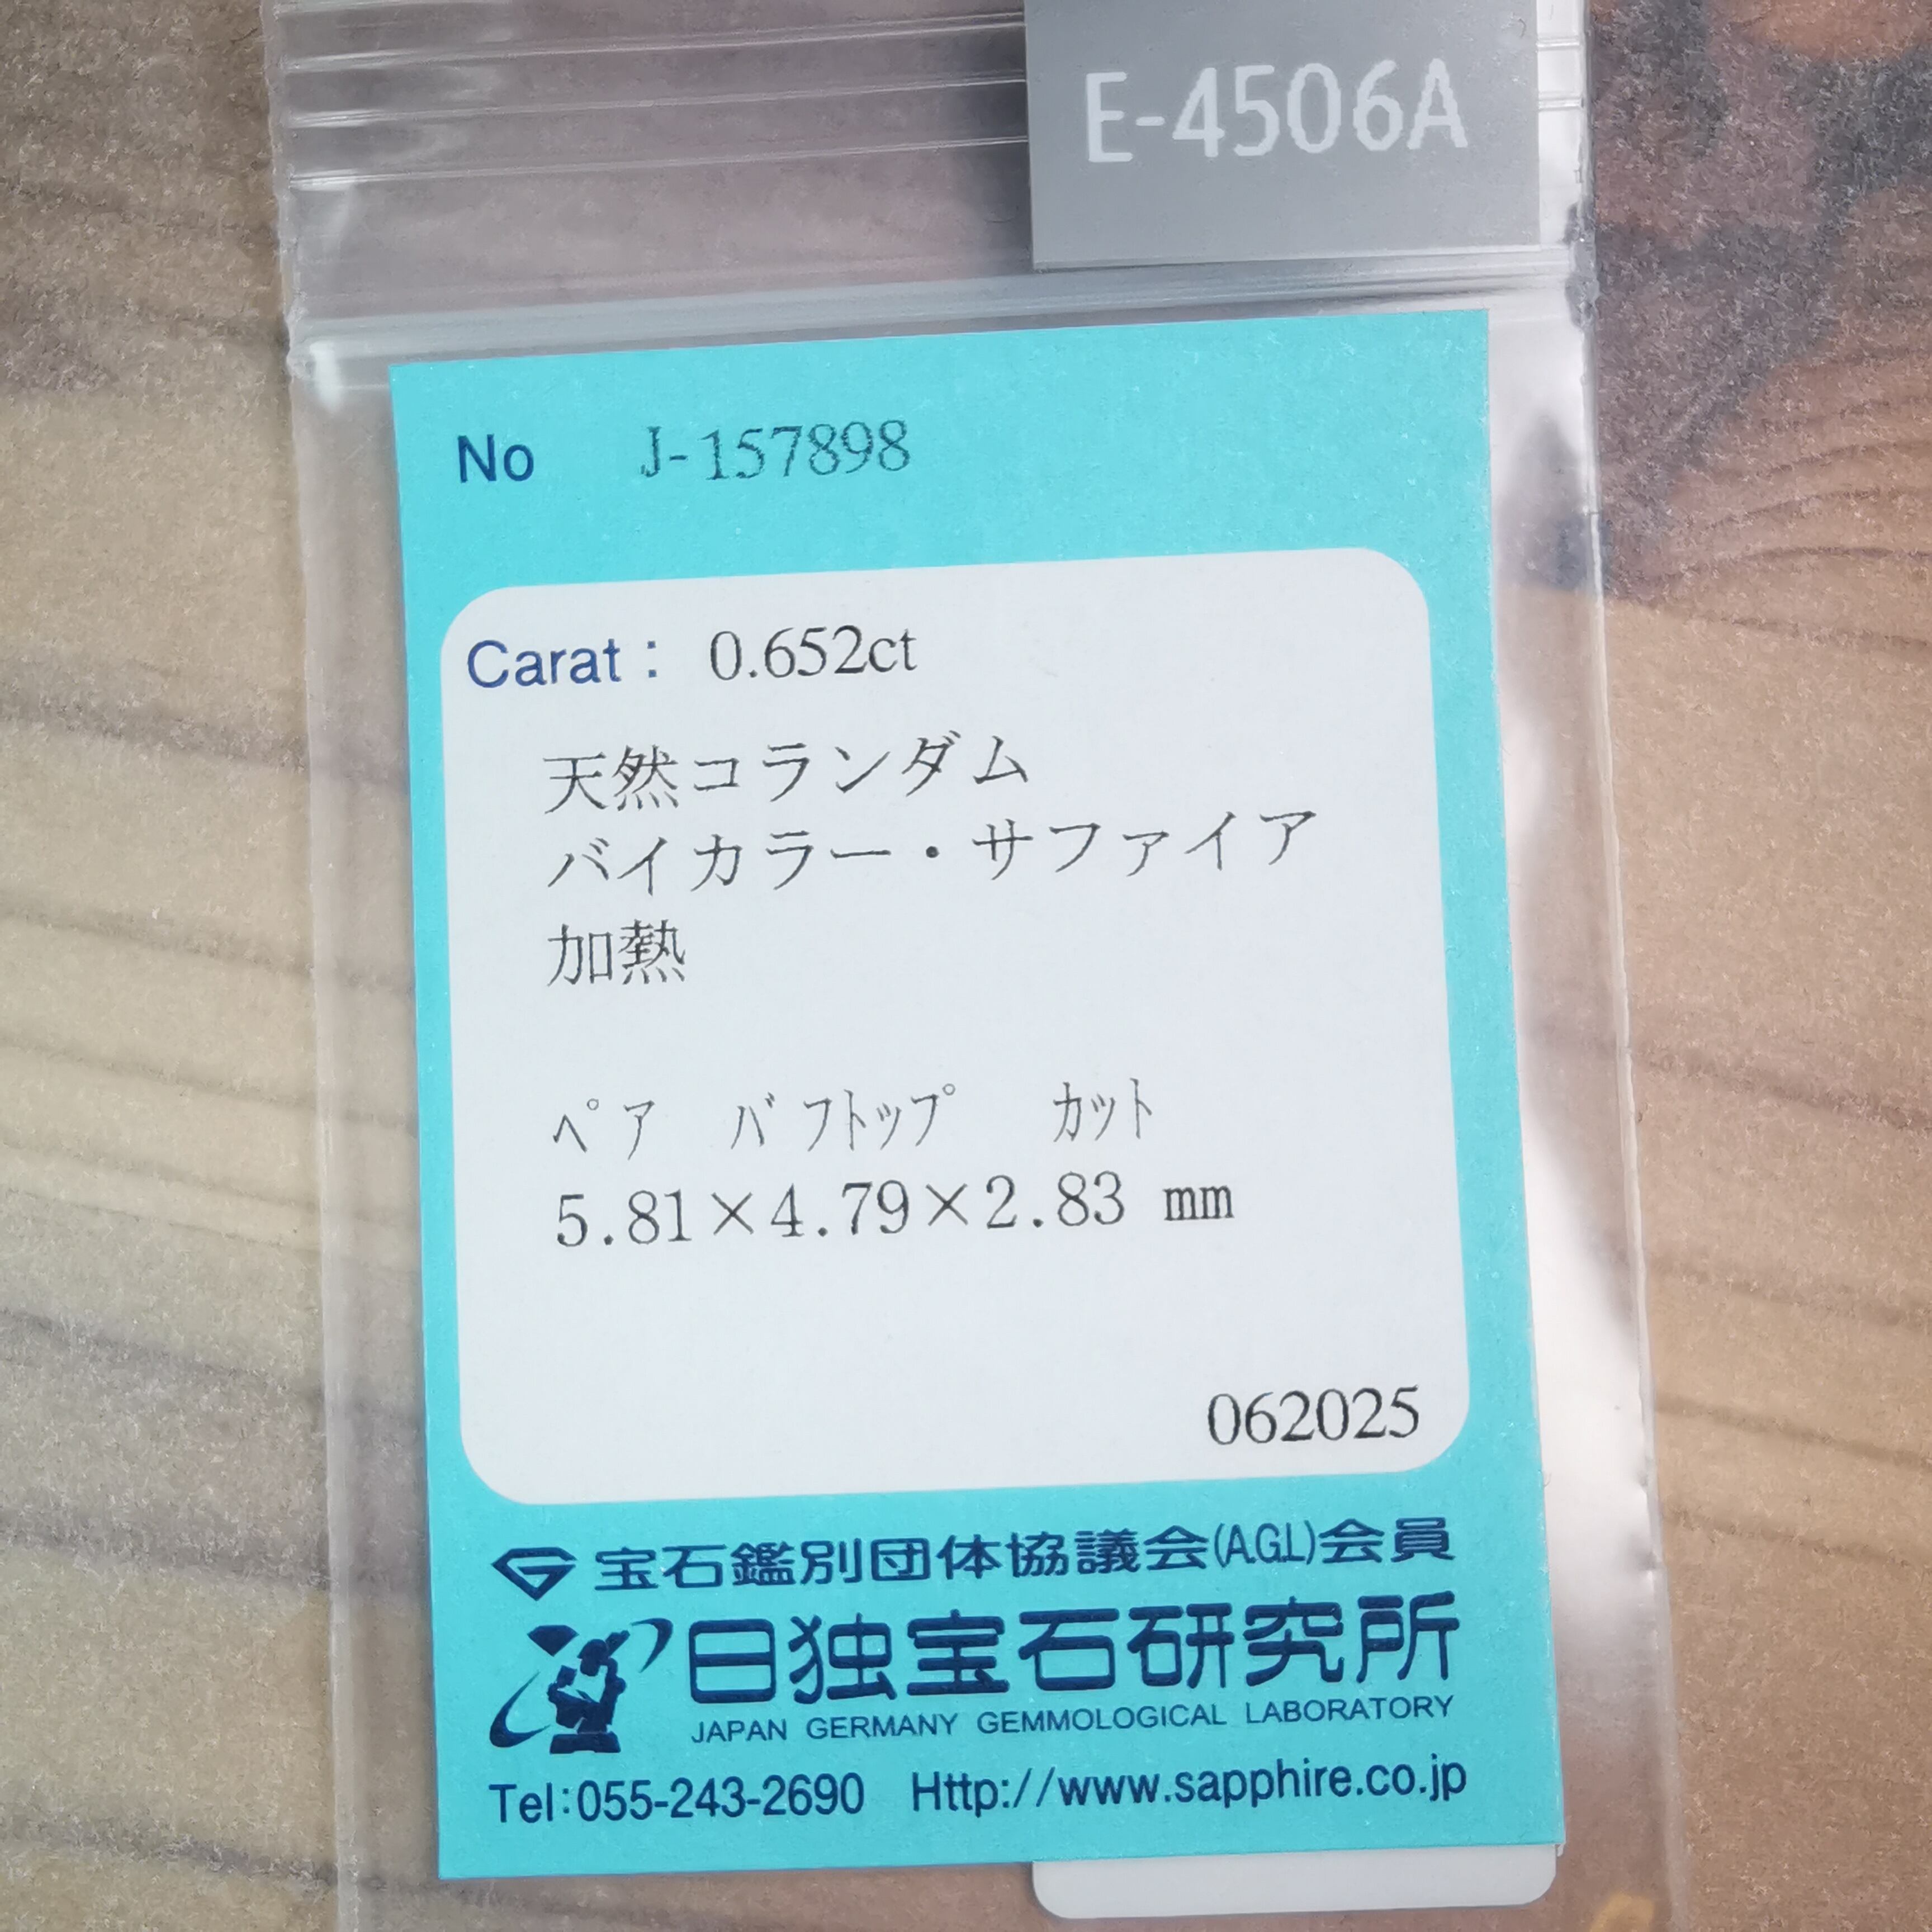 E-4506A
No J-157898
Carat： 0.652ct
天然コランダム
バイカラー・サファイア
加熱
ﾍﾟｱ ﾊﾞﾌﾄｯﾌﾟ ｶｯﾄ
5.81×4.79×2.83 mm
062025
宝石鑑別団体協議会(AGL)会員
日独宝石研究所
JAPAN GERMANY GEMMOLOGICAL LABORATORY
Tel:055-243-2690 Http://www.sapphire.co.jp